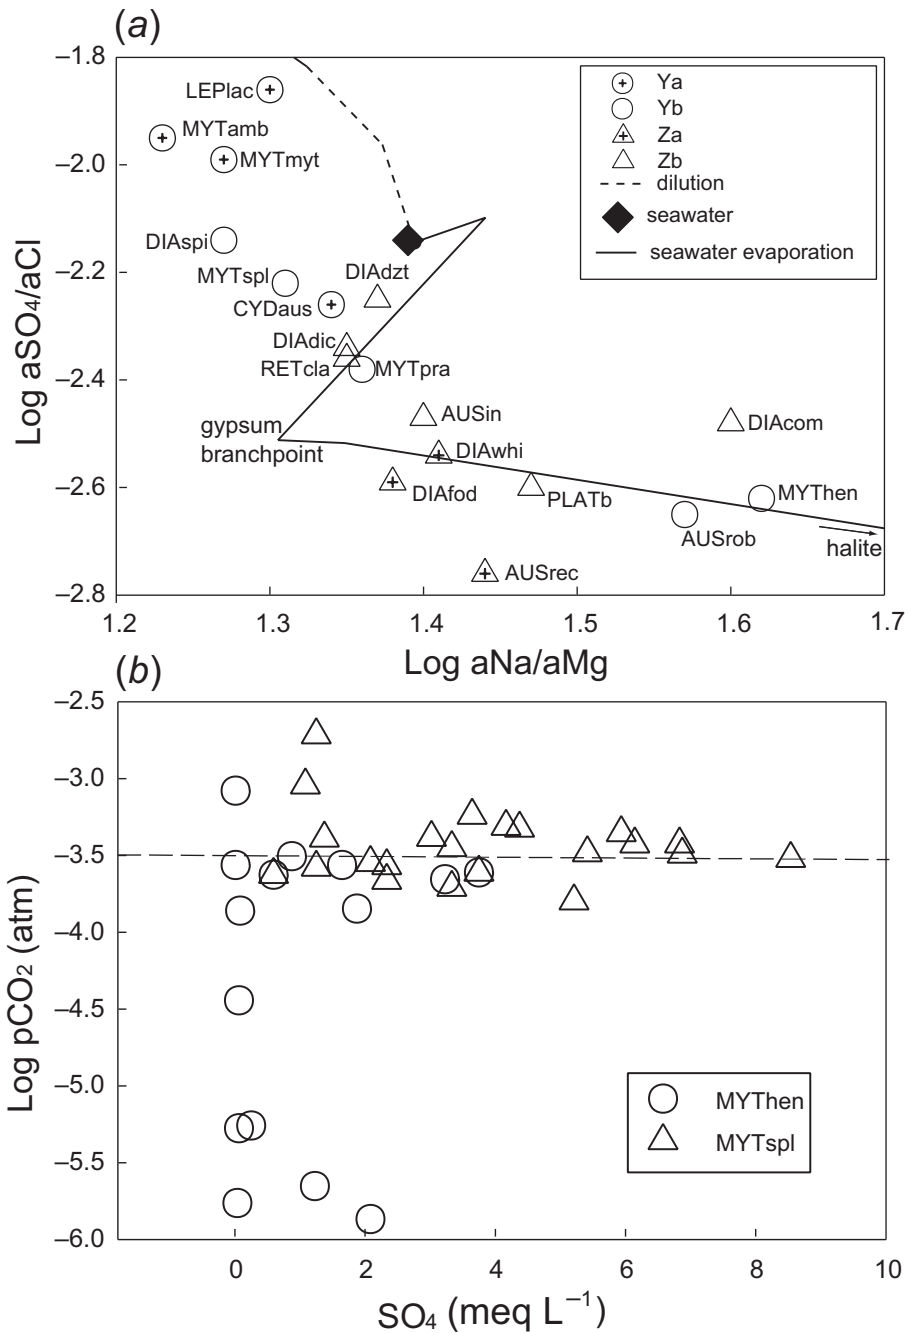 (a)
−1.8
−2.0
−2.2
−2.4
−2.6
−2.8
Log aSO4/aCl
LEPlac
MYTamb
MYTmyt
DIAspi
MYTspl
CYDaus
DIAdzt
DIAdic
RETcla
MYTpra
gypsum
branchpoint
AUSin
DIAwhi
DIAfod
PLATb
AUSrec
DIAcom
MYThen
AUSrob
halite
Ya
Yb
Za
Zb
dilution
seawater
seawater evaporation
1.2 1.3 1.4 1.5 1.6 1.7
Log aNa/aMg
(b)
−2.5
−3.0
−3.5
−4.0
−4.5
−5.0
−5.5
−6.0
Log pCO2 (atm)
MYThen
MYTspl
0 2 4 6 8 10
SO4 (meq L−1)